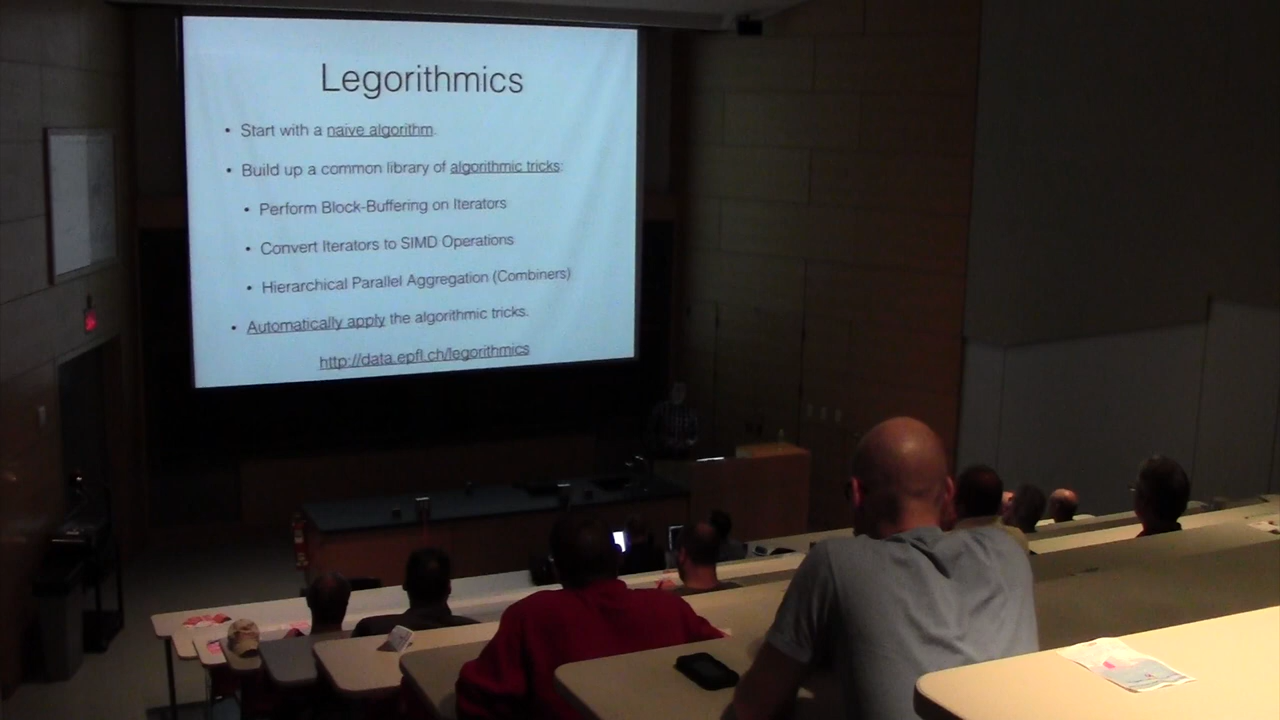 Legorithmics
• Start with a naive algorithm.
• Build up a common library of algorithmic tricks:
• Perform Block-Buffering on Iterators
• Convert Iterators to SIMD Operations
• Hierarchical Parallel Aggregation (Combiners)
• Automatically apply the algorithmic tricks.
http://data.epfl.ch/legorithmics